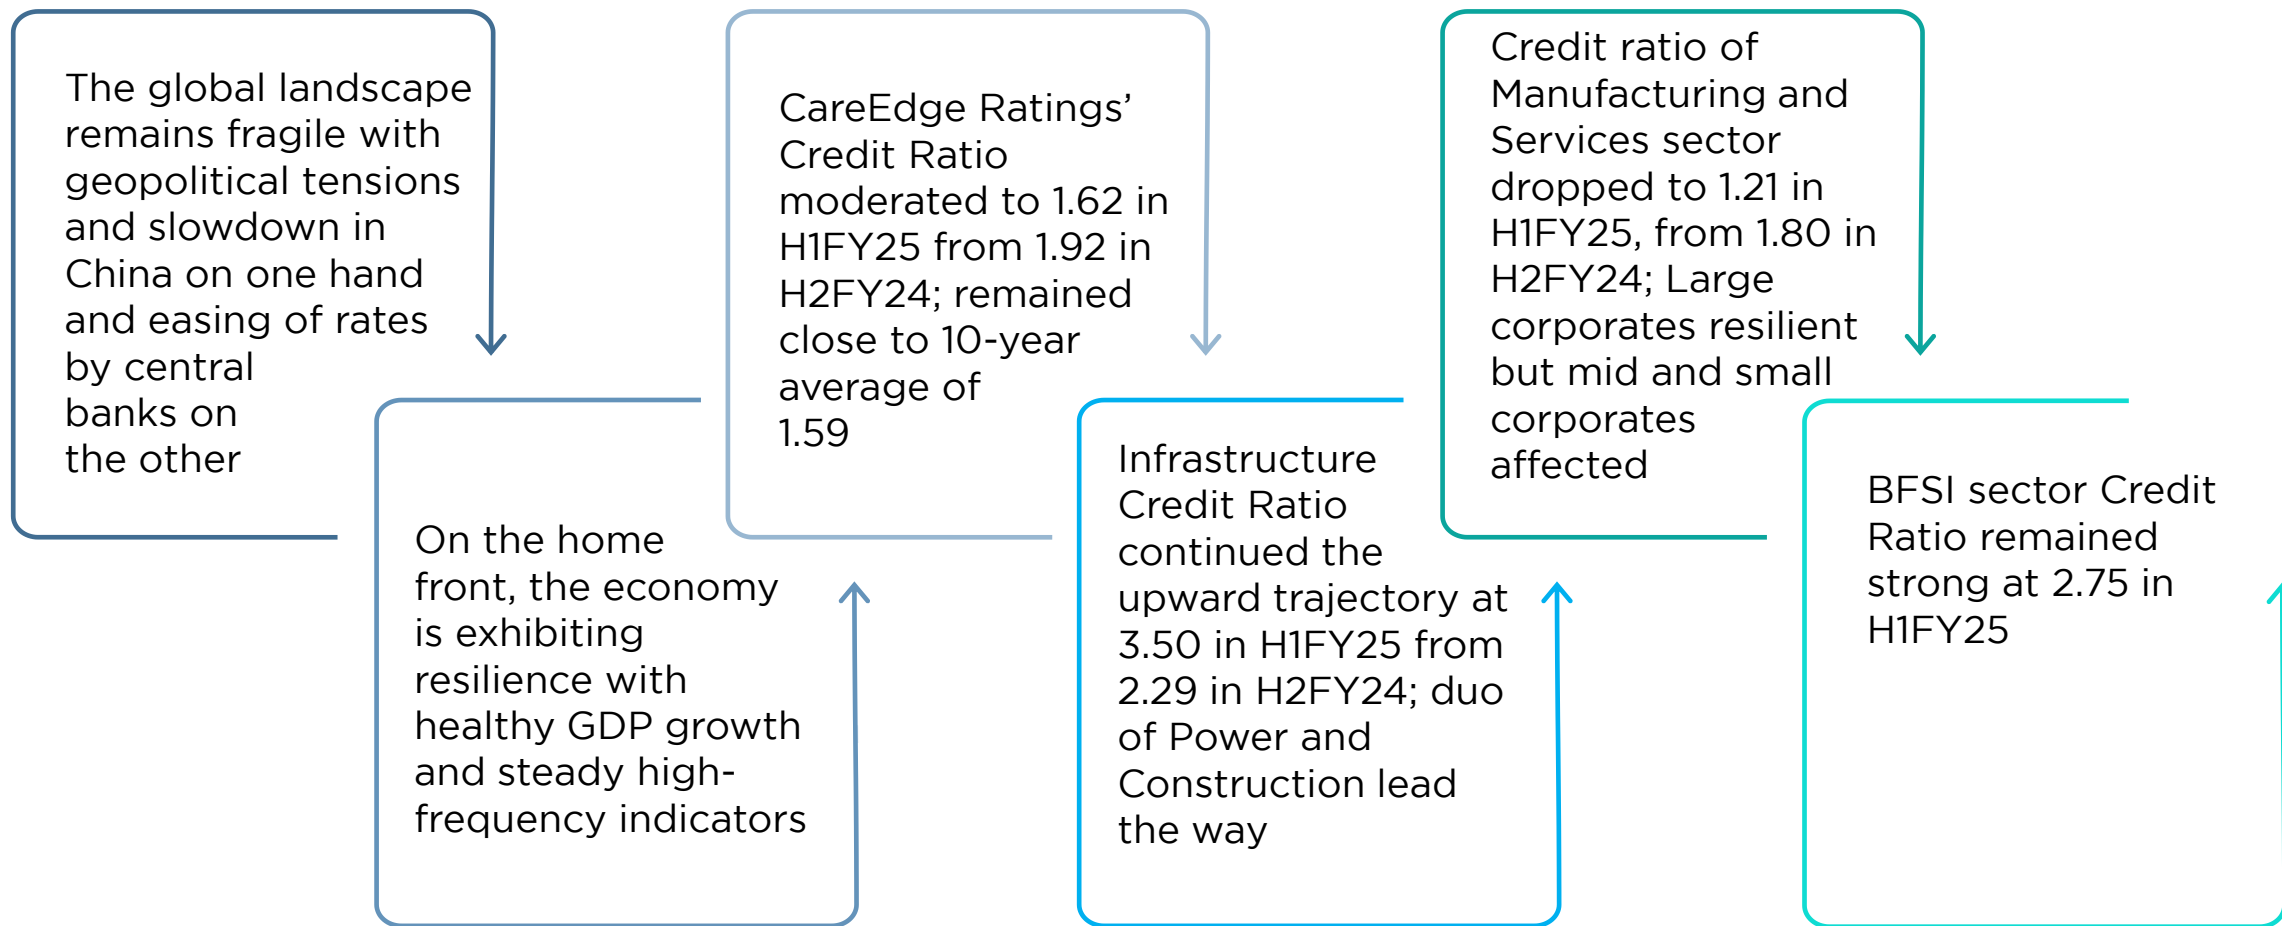 The global landscape
remains fragile with
geopolitical tensions
and slowdown in
China on one hand
and easing of rates
by central
banks on
the other
On the home
front, the economy
is exhibiting
resilience with
healthy GDP growth
and steady high-
frequency indicators
CareEdge Ratings’
Credit Ratio
moderated to 1.62 in
H1FY25 from 1.92 in
H2FY24; remained
close to 10-year
average of
1.59
Infrastructure
Credit Ratio
continued the
upward trajectory at
3.50 in H1FY25 from
2.29 in H2FY24; duo
of Power and
Construction lead
the way
Credit ratio of
Manufacturing and
Services sector
dropped to 1.21 in
H1FY25, from 1.80 in
H2FY24; Large
corporates resilient
but mid and small
corporates
affected
BFSI sector Credit
Ratio remained
strong at 2.75 in
H1FY25